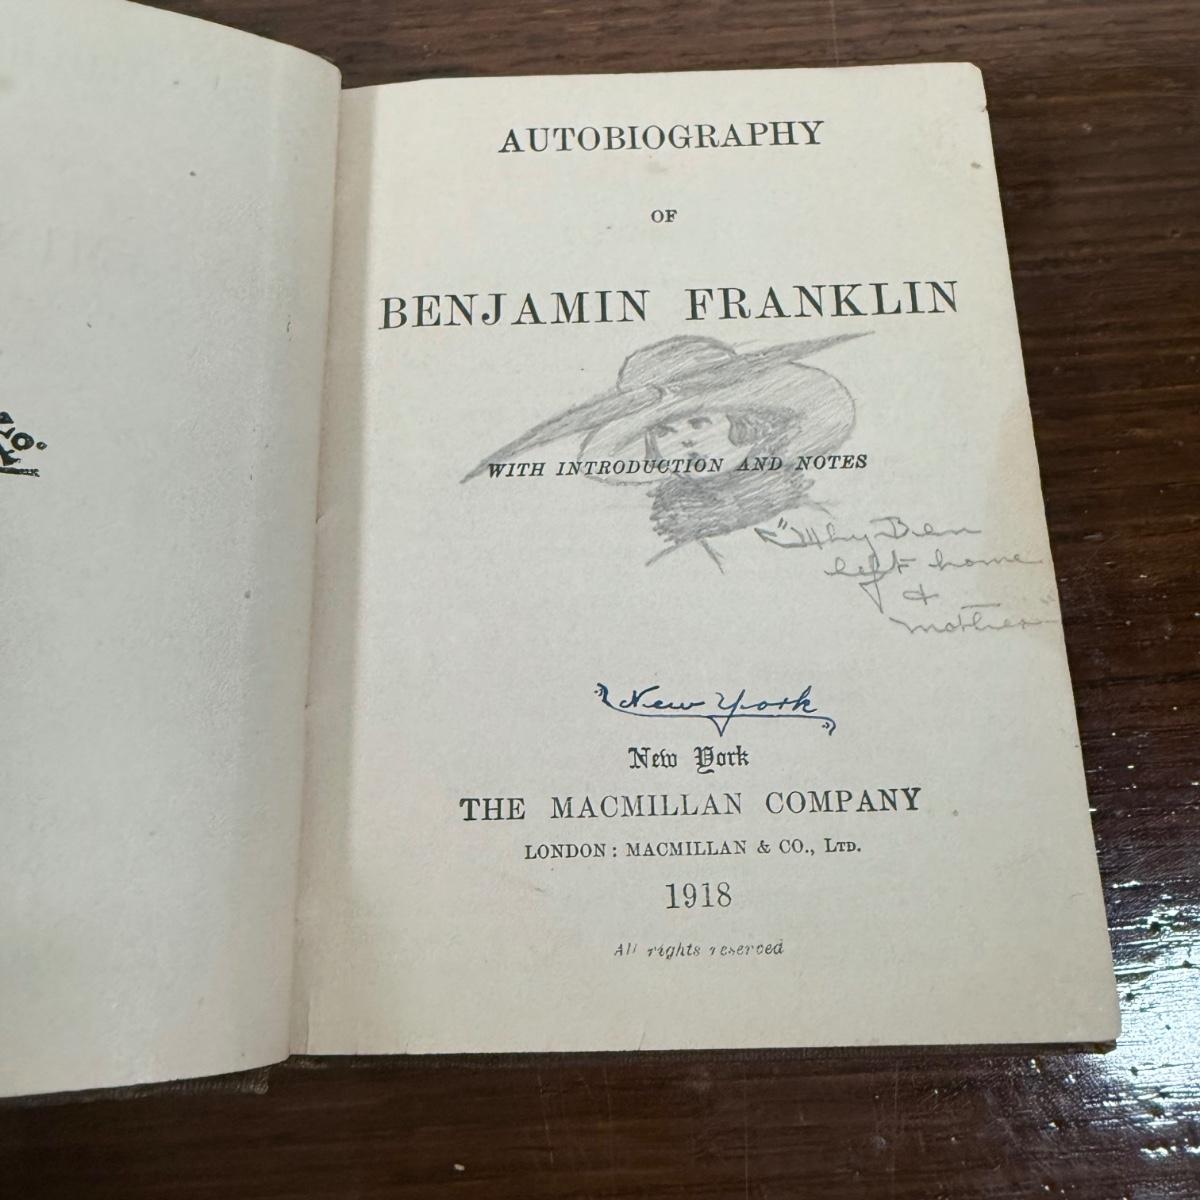 AUTOBIOGRAPHY
OF
BENJAMIN FRANKLIN
WITH INTRODUCTION AND NOTES
"Why Ben
left home
&
mother"
"New York"
New York
THE MACMILLAN COMPANY
LONDON: MACMILLAN & CO., LTD.
1918
All rights reserved